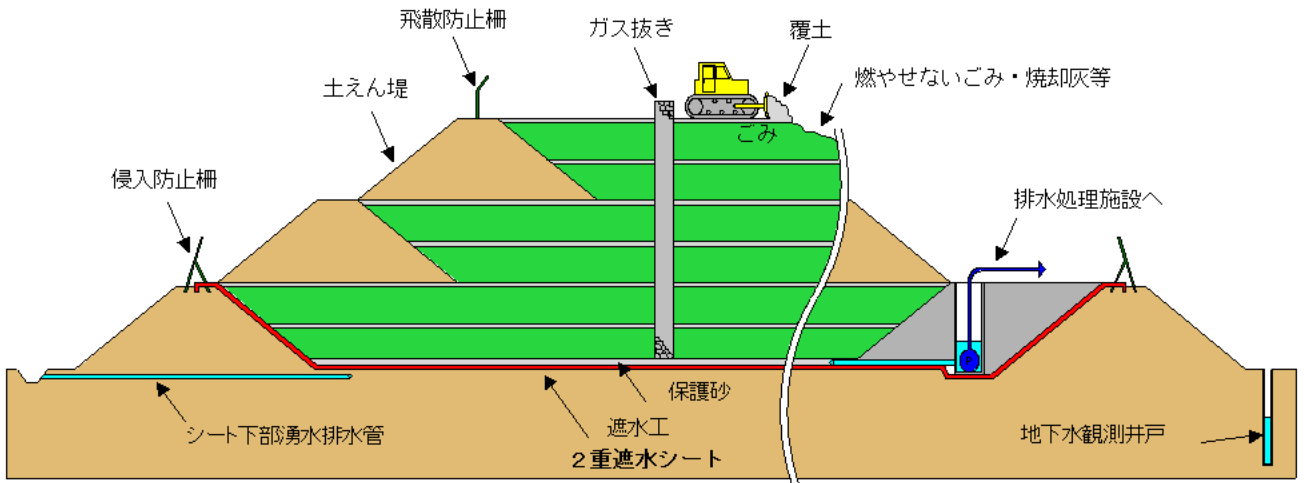 飛散防止柵
ガス抜き
覆土
土えん堤
燃やせないごみ・焼却灰等
ごみ
侵入防止柵
排水処理施設へ
P
保護砂
シート下部湧水排水管
遮水工
2重遮水シート
地下水観測井戸